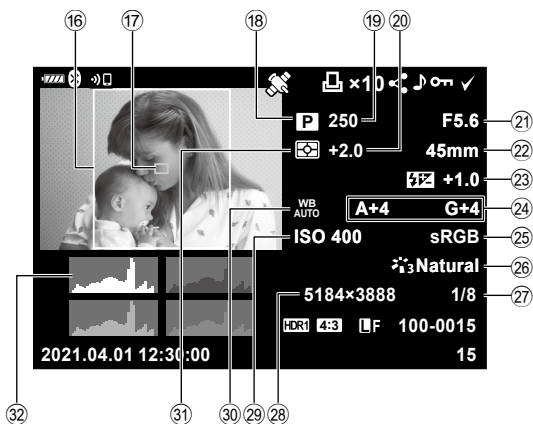 ⑯ ⑰ ⑱ ⑲ ⑳
×10
P 250 F5.6 ㉑
+2.0 45mm ㉒
+1.0 ㉓
WB AUTO A+4 G+4 ㉔
ISO 400 sRGB ㉕
3 Natural ㉖
5184×3888 1/8 ㉗
HDR1 4:3 LF 100-0015
2021.04.01 12:30:00 15
㉜ ㉛ ㉚ ㉙ ㉘